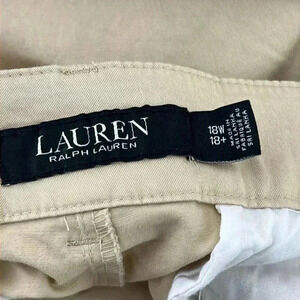 LAUREN
RALPH LAUREN
18W
18+
MADE IN
SRI LANKA
FABRIQUÉ AU
SRI LANKA